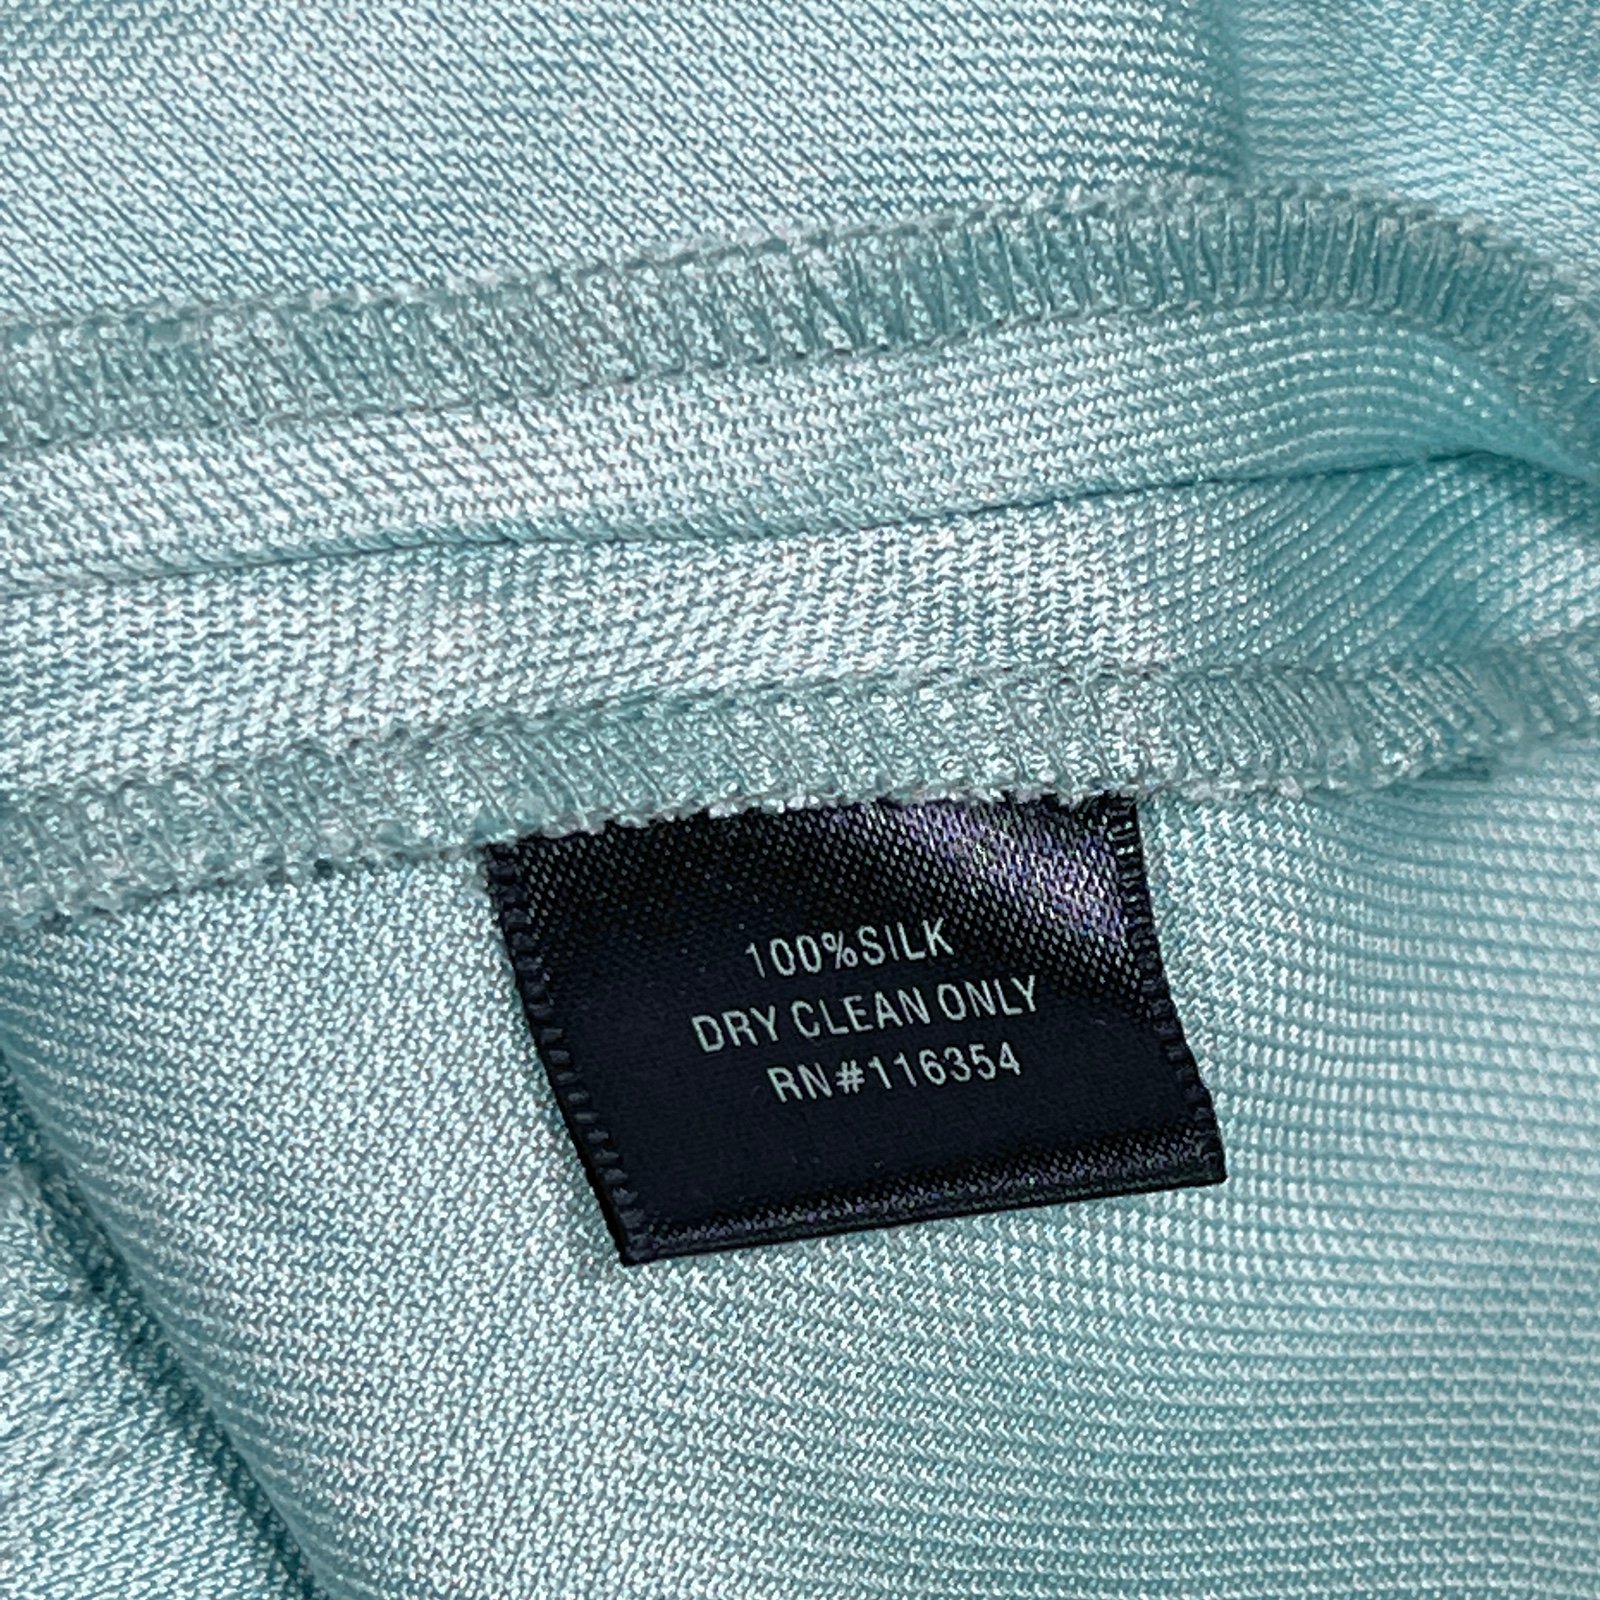 100%SILK
DRY CLEAN ONLY
RN#116354